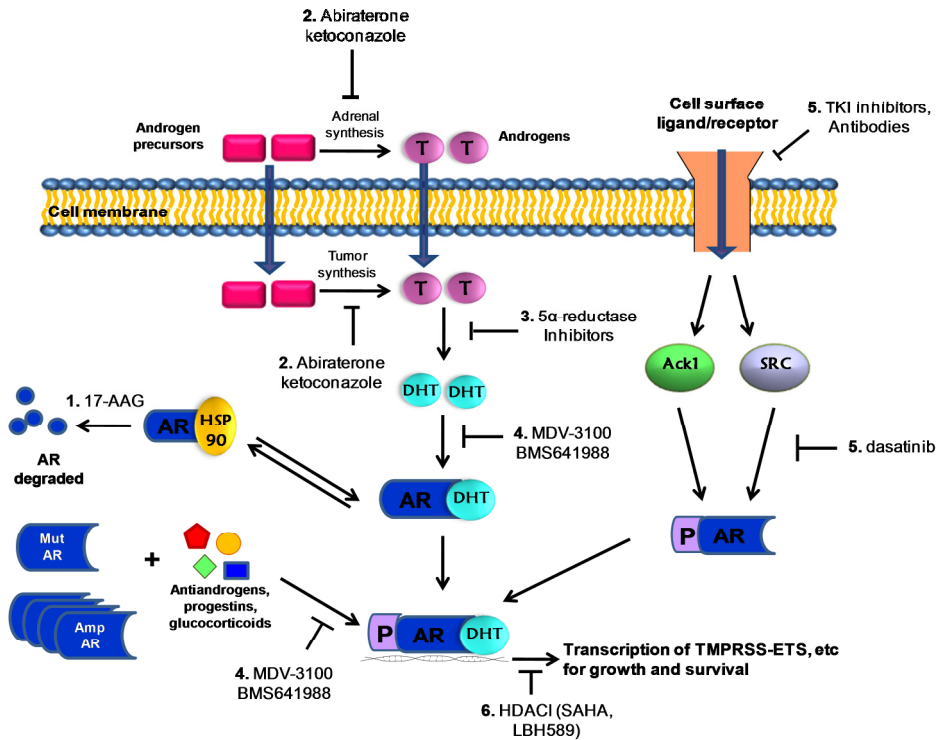 2. Abiraterone
ketoconazole
Androgen
precursors
Adrenal
synthesis
T T
Androgens
Cell surface
ligand/receptor
5. TKI inhibitors,
Antibodies
Cell membrane
Tumor
synthesis
T T
2. Abiraterone
ketoconazole
3. 5α-reductase
Inhibitors
Ack1
SRC
DHT DHT
1. 17-AAG
AR
HSP
90
AR
degraded
4. MDV-3100
BMS641988
5. dasatinib
AR DHT
P AR
Mut
AR
+
Amp
AR
Antiandrogens,
progestins,
glucocorticoids
P AR DHT
4. MDV-3100
BMS641988
Transcription of TMPRSS-ETS, etc
for growth and survival
6. HDACI (SAHA,
LBH589)